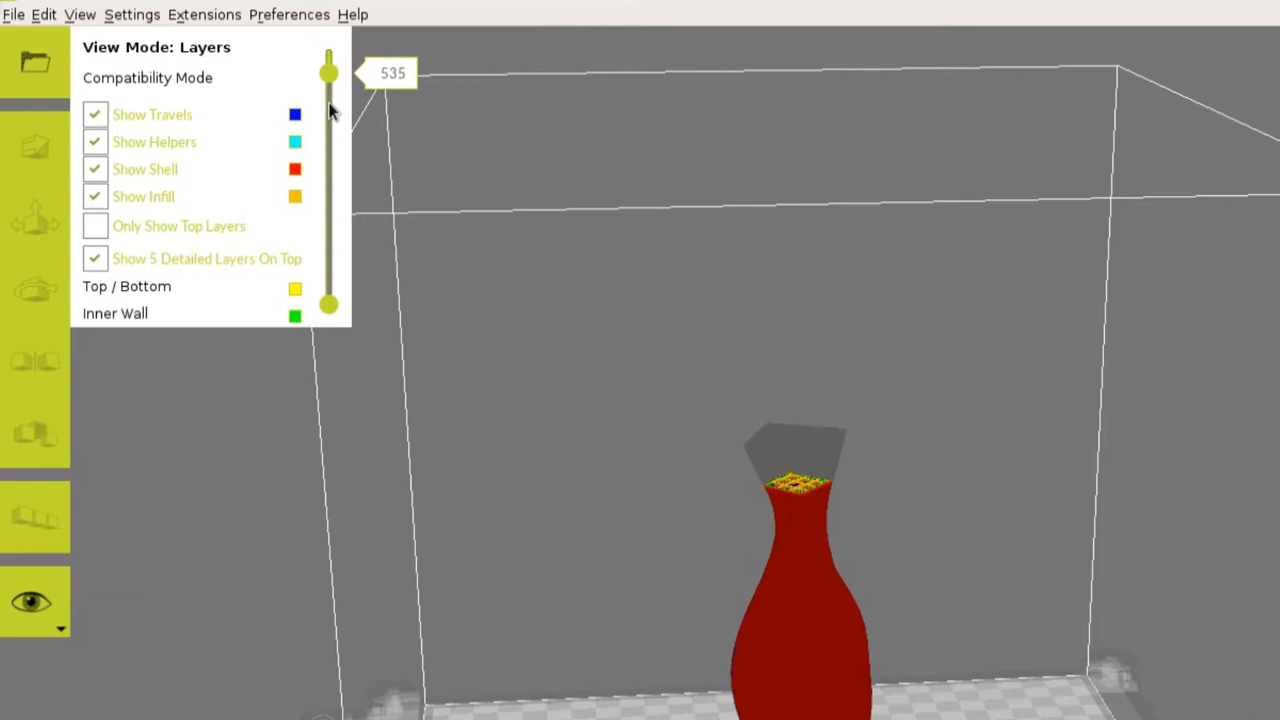 File Edit View Settings Extensions Preferences Help
View Mode: Layers
535
Compatibility Mode
Show Travels
Show Helpers
Show Shell
Show Infill
Only Show Top Layers
Show 5 Detailed Layers On Top
Top / Bottom
Inner Wall